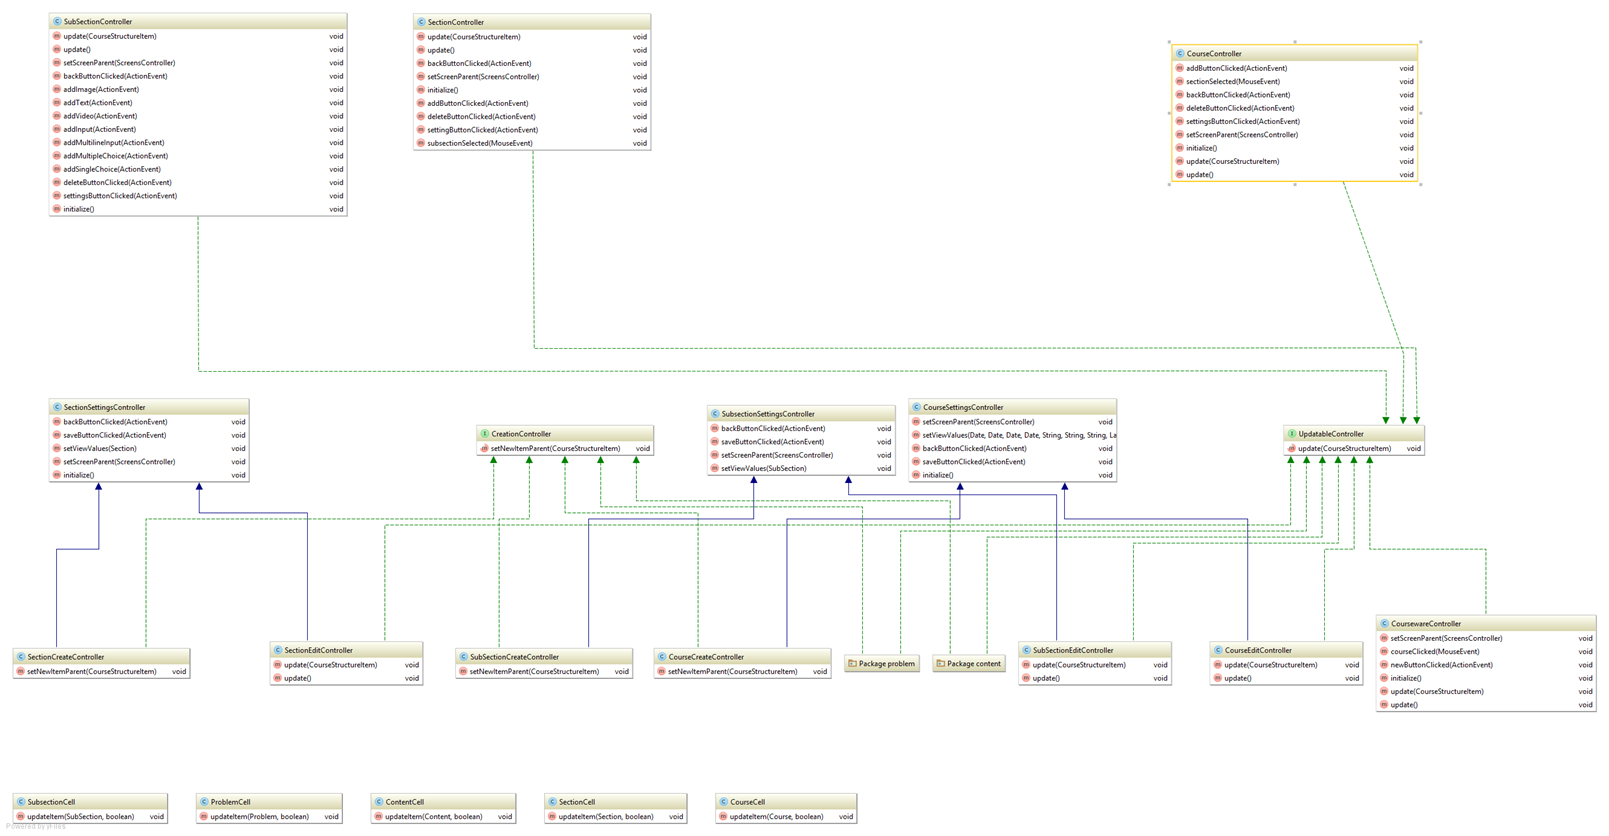 SubSectionController
update(CourseStructureItem) void
update() void
setScreenParent(ScreensController) void
backButtonClicked(ActionEvent) void
addImage(ActionEvent) void
addText(ActionEvent) void
addVideo(ActionEvent) void
addInput(ActionEvent) void
addMultilineInput(ActionEvent) void
addMultipleChoice(ActionEvent) void
addSingleChoice(ActionEvent) void
deleteButtonClicked(ActionEvent) void
settingsButtonClicked(ActionEvent) void
initialize() void
SectionController
update(CourseStructureItem) void
update() void
backButtonClicked(ActionEvent) void
setScreenParent(ScreensController) void
initialize() void
addButtonClicked(ActionEvent) void
deleteButtonClicked(ActionEvent) void
settingButtonClicked(ActionEvent) void
subsectionSelected(MouseEvent) void
CourseController
addButtonClicked(ActionEvent) void
sectionSelected(MouseEvent) void
backButtonClicked(ActionEvent) void
deleteButtonClicked(ActionEvent) void
settingsButtonClicked(ActionEvent) void
setScreenParent(ScreensController) void
initialize() void
update(CourseStructureItem) void
update() void
SectionSettingsController
backButtonClicked(ActionEvent) void
saveButtonClicked(ActionEvent) void
setViewValues(Section) void
setScreenParent(ScreensController) void
initialize() void
CreationController
setNewItemParent(CourseStructureItem) void
SubsectionSettingsController
backButtonClicked(ActionEvent) void
saveButtonClicked(ActionEvent) void
setScreenParent(ScreensController) void
setViewValues(SubSection) void
CourseSettingsController
setScreenParent(ScreensController) void
setViewValues(Date, Date, Date, Date, String, String, String, La
backButtonClicked(ActionEvent) void
saveButtonClicked(ActionEvent) void
initialize() void
UpdatableController
update(CourseStructureItem) void
SectionCreateController
setNewItemParent(CourseStructureItem) void
SectionEditController
update(CourseStructureItem) void
update() void
SubSectionCreateController
setNewItemParent(CourseStructureItem) void
CourseCreateController
setNewItemParent(CourseStructureItem) void
Package problem
Package content
SubSectionEditController
update(CourseStructureItem) void
update() void
CourseEditController
update(CourseStructureItem) void
update() void
CoursewareController
setScreenParent(ScreensController) void
courseClicked(MouseEvent) void
newButtonClicked(ActionEvent) void
initialize() void
update(CourseStructureItem) void
update() void
SubsectionCell
updateItem(SubSection, boolean) void
ProblemCell
updateItem(Problem, boolean) void
ContentCell
updateItem(Content, boolean) void
SectionCell
updateItem(Section, boolean) void
CourseCell
updateItem(Course, boolean) void
Powered by yFiles